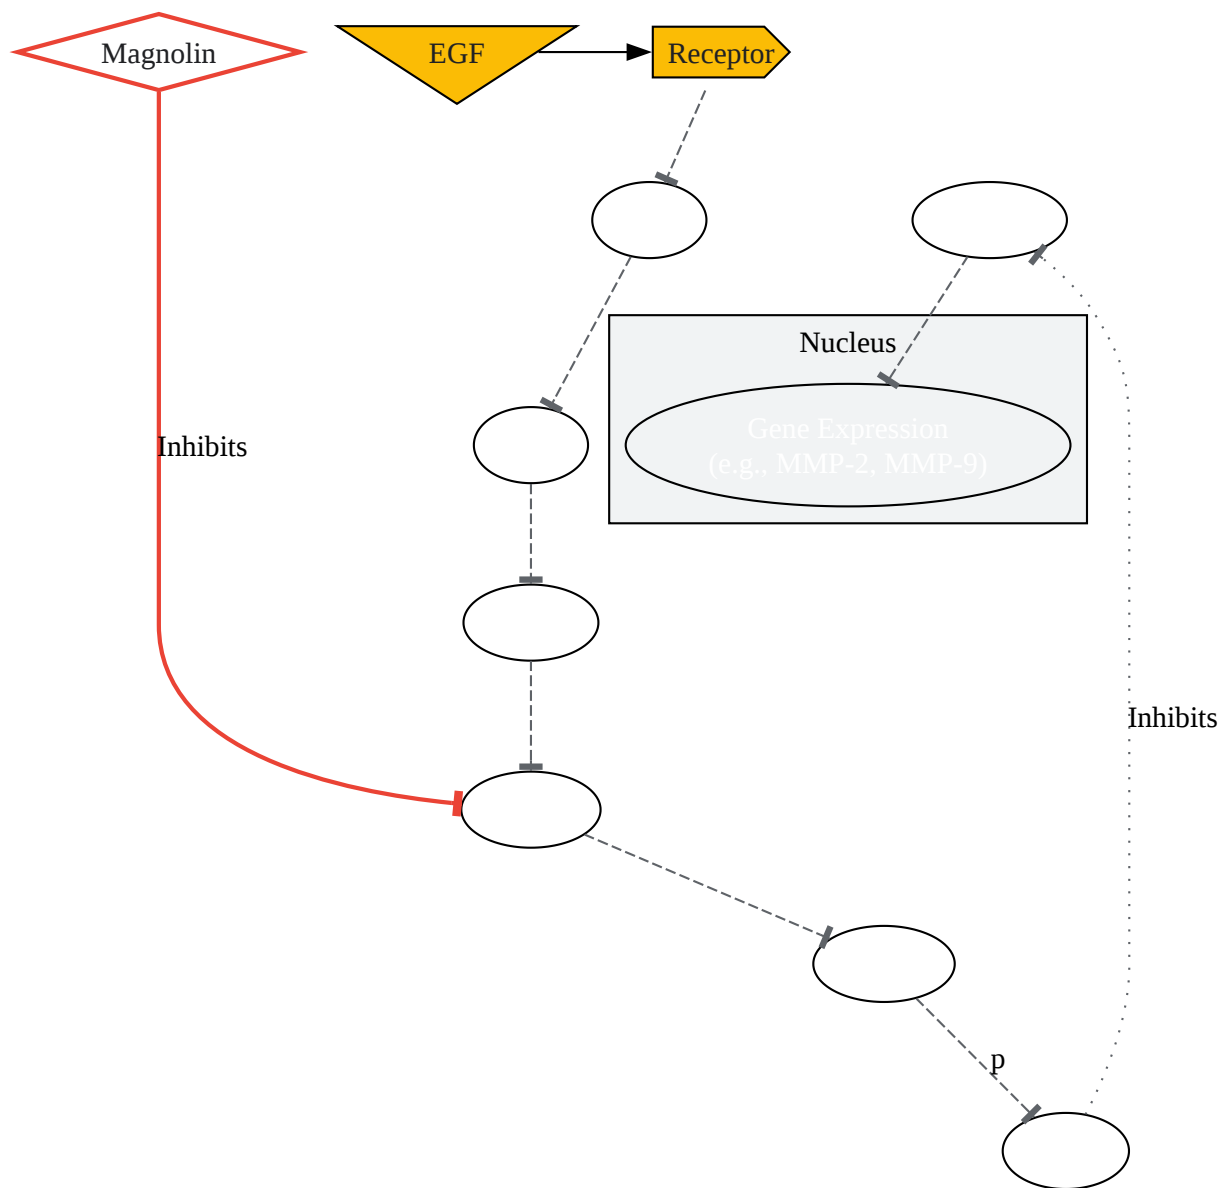 Magnolin
EGF
Receptor
Nucleus
Gene Expression
(e.g., MMP-2, MMP-9)
Inhibits
Inhibits
p